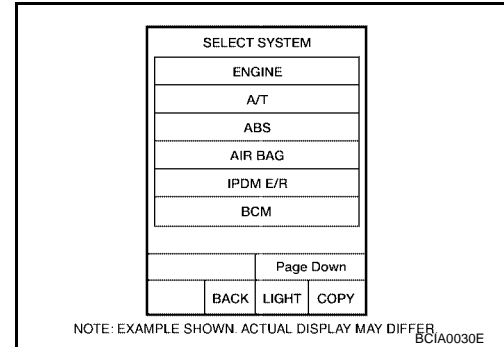 SELECT SYSTEM
ENGINE
A/T
ABS
AIR BAG
IPDM E/R
BCM
Page Down
BACK LIGHT COPY
NOTE: EXAMPLE SHOWN. ACTUAL DISPLAY MAY DIFFER.
BCIA0030E